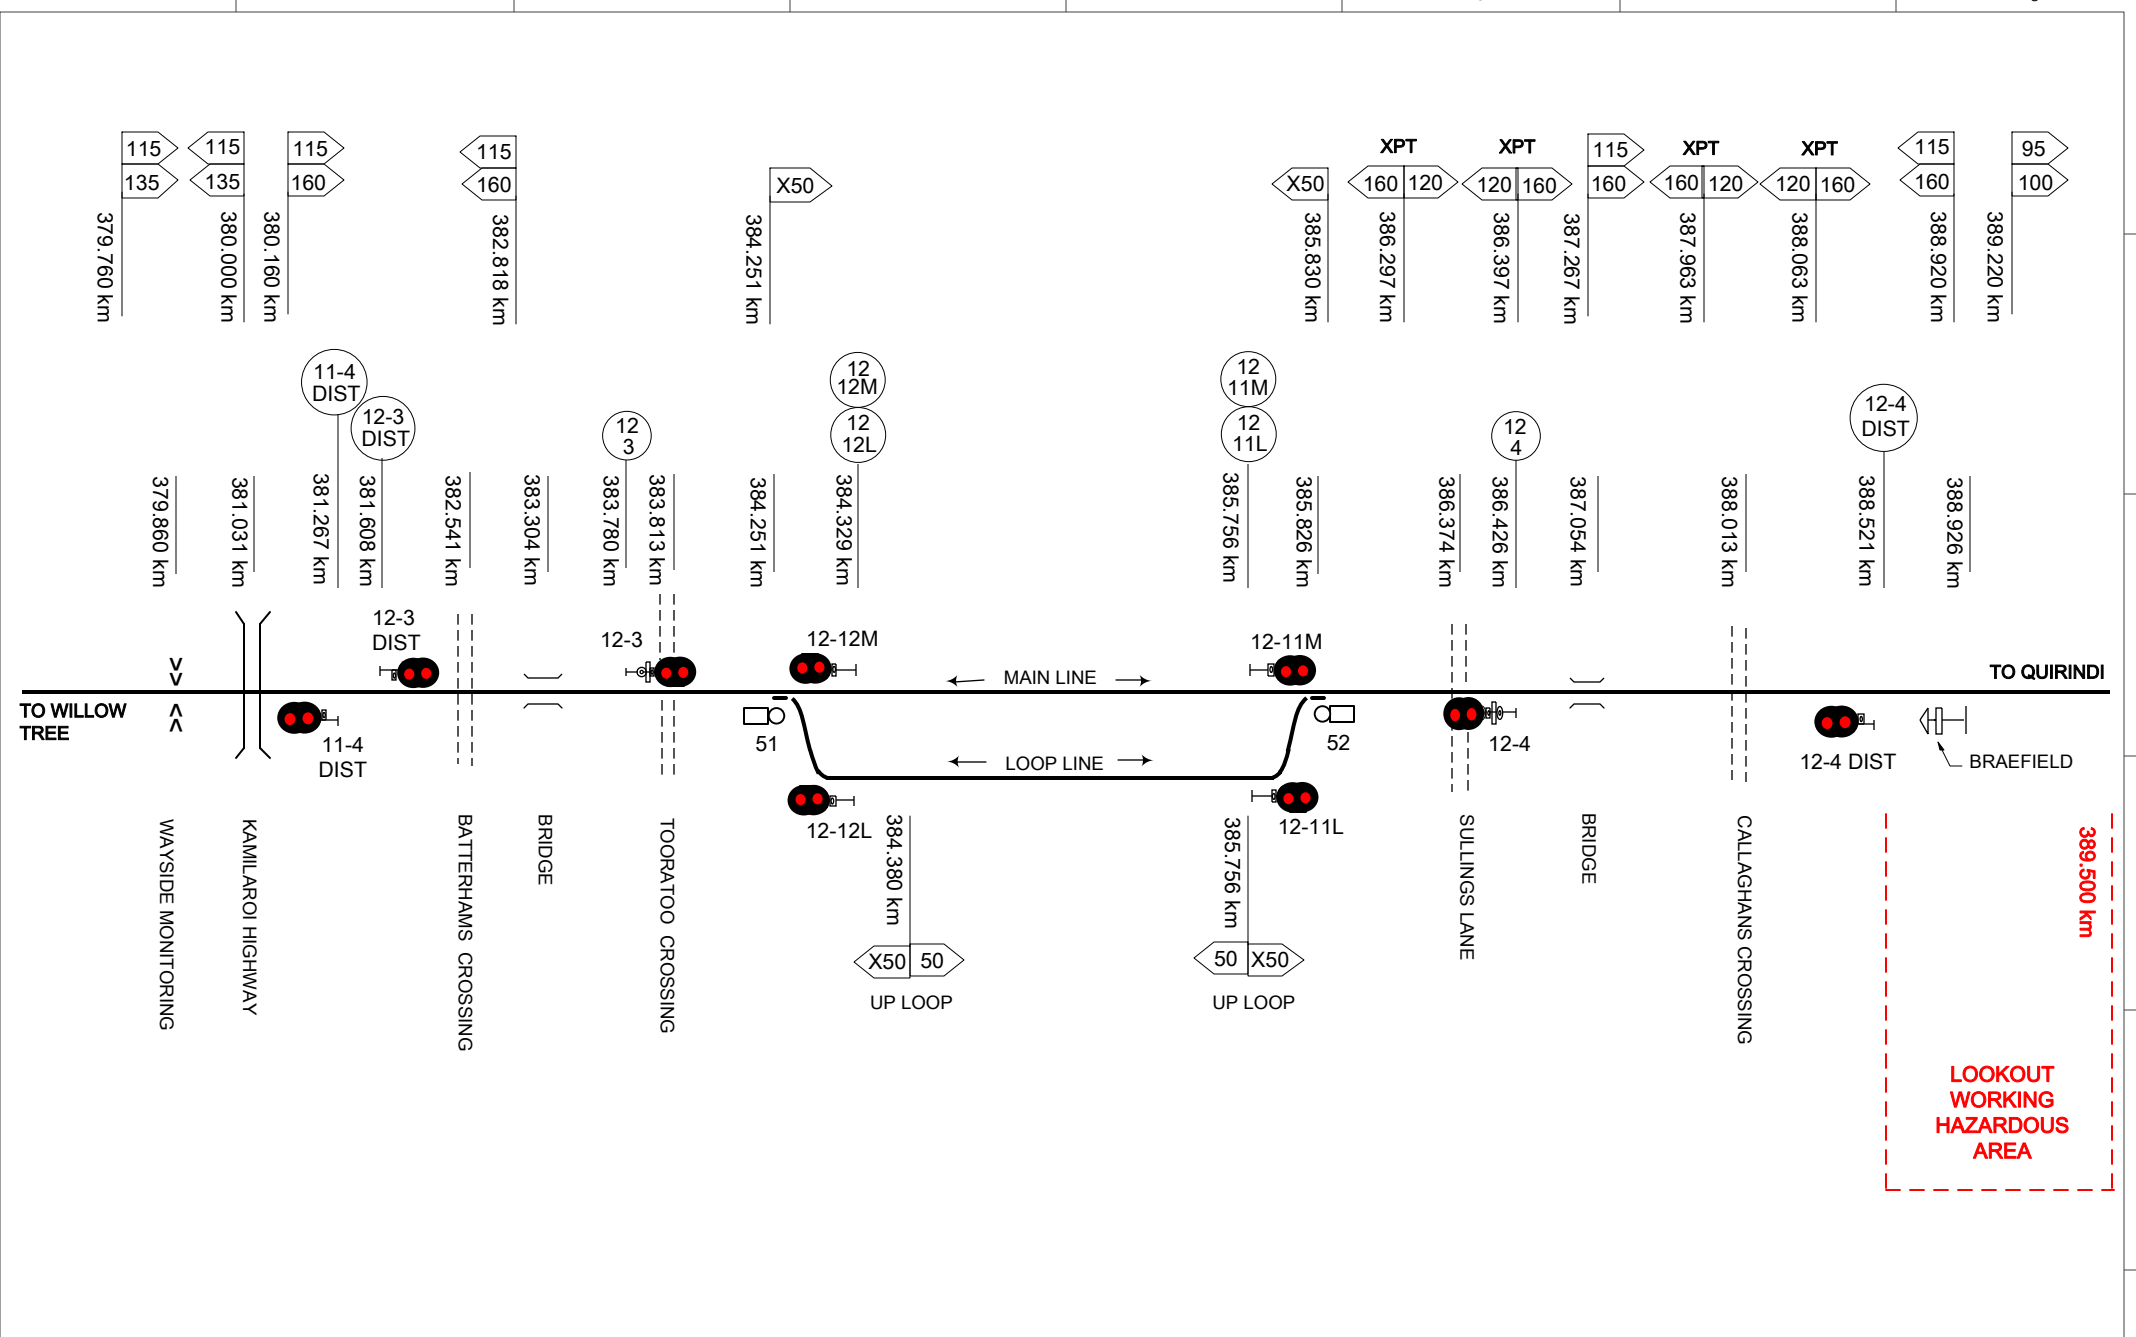 115
135
115
135
115
160
115
160
X50
X50
XPT
160 120
XPT
120 160
115
160
XPT
160 120
XPT
120 160
115
160
95
100
379.760 km
380.000 km
380.160 km
382.818 km
384.251 km
385.830 km
386.297 km
386.397 km
387.267 km
387.963 km
388.063 km
388.920 km
389.220 km
11-4
DIST
12-3
DIST
12
3
12
12M
12
12L
12
11M
12
11L
12
4
12-4
DIST
379.860 km
381.031 km
381.267 km
381.608 km
382.541 km
383.304 km
383.780 km
383.813 km
384.251 km
384.329 km
385.756 km
385.826 km
386.374 km
386.426 km
387.054 km
388.013 km
388.521 km
388.926 km
12-3
DIST
12-3
12-12M
12-11M
MAIN LINE
TO QUIRINDI
TO WILLOW
TREE
11-4
DIST
51
52
12-4
12-4 DIST
BRAEFIELD
LOOP LINE
12-12L
12-11L
WAYSIDE MONITORING
KAMILAROI HIGHWAY
BATTERHAMS CROSSING
BRIDGE
TOORATOO CROSSING
384.380 km
385.756 km
SULLINGS LANE
BRIDGE
CALLAGHANS CROSSING
389.500 km
X50 50
UP LOOP
50 X50
UP LOOP
LOOKOUT
WORKING
HAZARDOUS
AREA